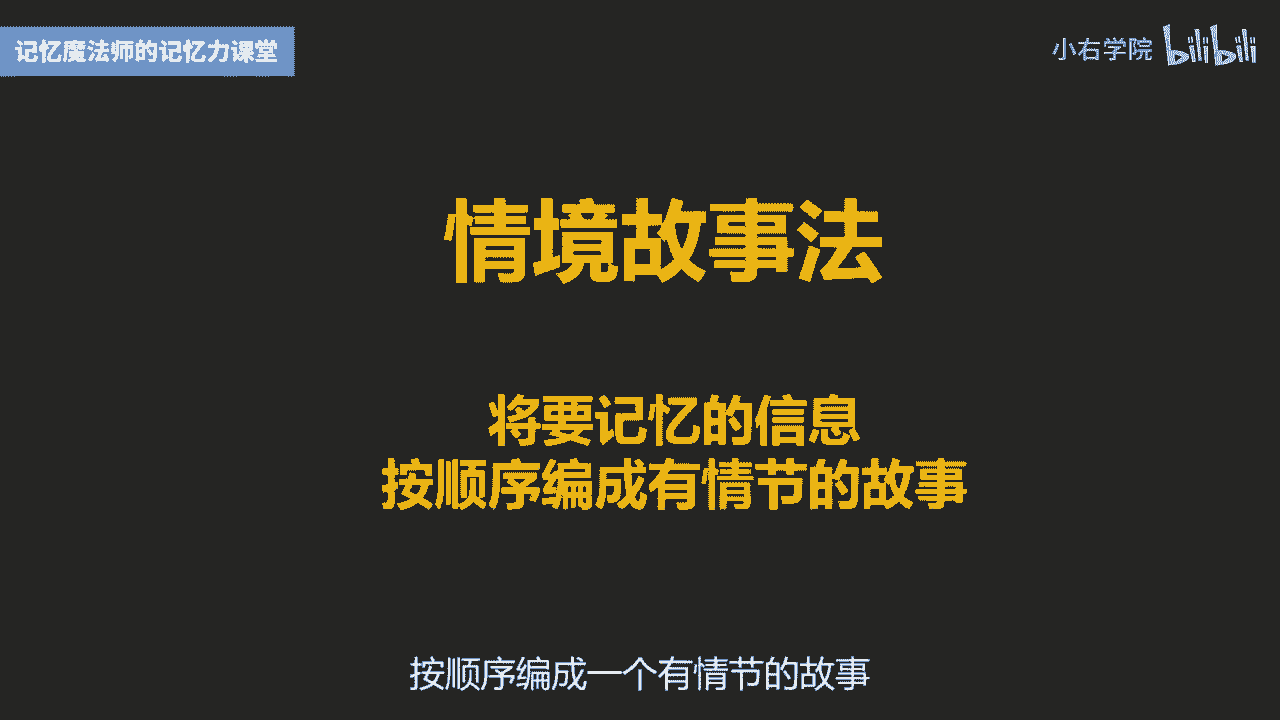 记忆魔法师的记忆力课堂
小右学院 bilibili
情境故事法
将要记忆的信息
按顺序编成有情节的故事
按顺序编成一个有情节的故事